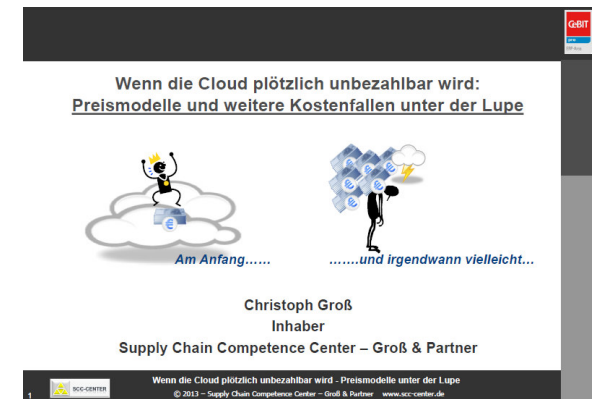 CeBIT
Wenn die Cloud plötzlich unbezahlbar wird:
Preismodelle und weitere Kostenfallen unter der Lupe
€
€
Am Anfang……
…….und irgendwann vielleicht…
Christoph Groß
Inhaber
Supply Chain Competence Center – Groß & Partner
1
SCC-CENTER
Wenn die Cloud plötzlich unbezahlbar wird - Preismodelle unter der Lupe
© 2013 – Supply Chain Competence Center – Groß & Partner www.scc-center.de